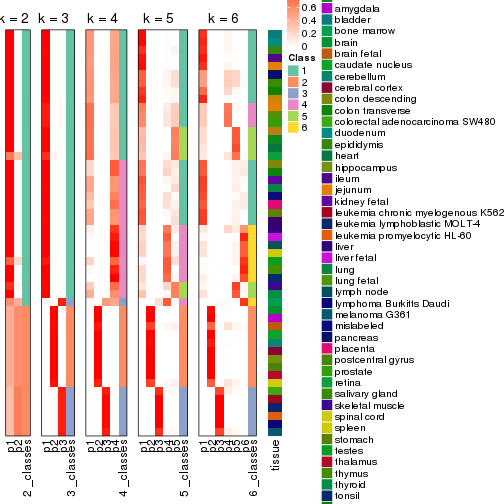 k = 2
k = 3
k = 4
k = 5
k = 6
0.6
0.4
0.2
0
Class
1
2
3
4
5
6
p1
p2
2_classes
p1
p2
p3
3_classes
p1
p2
p3
p4
4_classes
p1
p2
p3
p4
p5
5_classes
p1
p2
p3
p4
p5
p6
6_classes
tissue
amygdala
bladder
bone marrow
brain
brain fetal
caudate nucleus
cerebellum
cerebral cortex
colon descending
colon transverse
colorectal adenocarcinoma SW480
duodenum
epididymis
heart
hippocampus
ileum
jejunum
kidney fetal
leukemia chronic myelogenous K562
leukemia lymphoblastic MOLT-4
leukemia promyelocytic HL-60
liver
liver fetal
lung
lung fetal
lymph node
lymphoma Burkitts Daudi
melanoma G361
mislabeled
pancreas
placenta
postcentral gyrus
prostate
retina
salivary gland
skeletal muscle
spinal cord
spleen
stomach
testes
thalamus
thymus
thyroid
tonsil